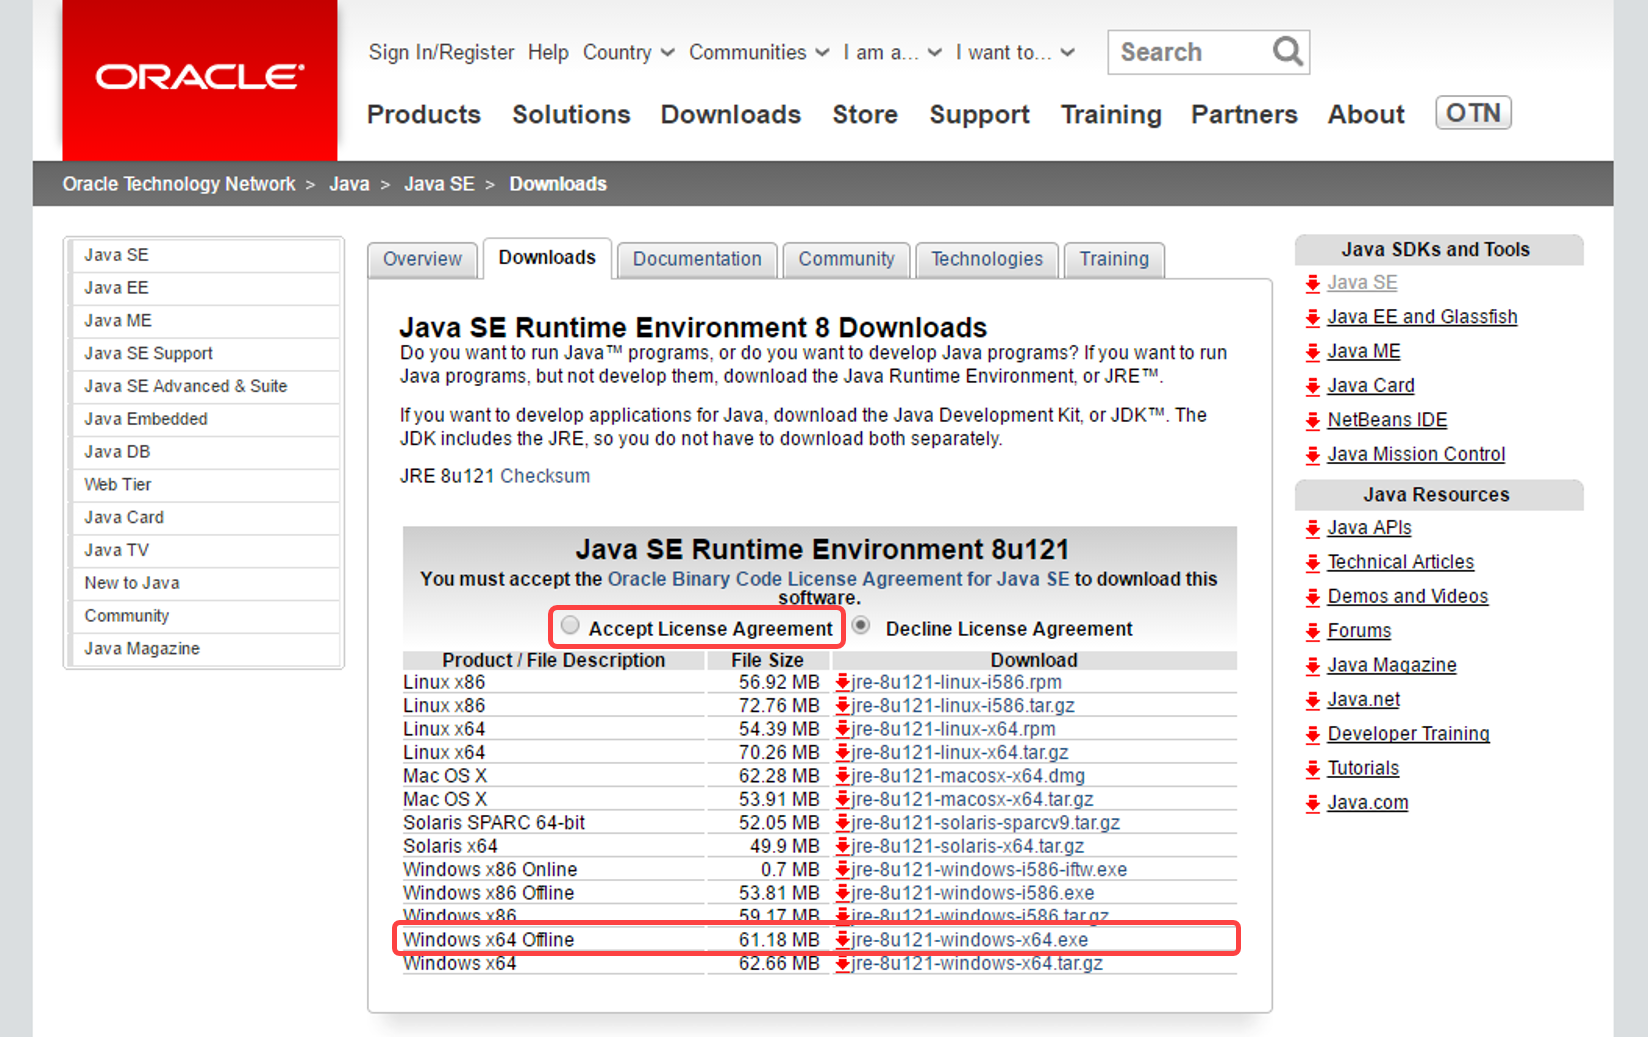 ORACLE
Sign In/Register Help Country Communities I am a... I want to... Search
Products Solutions Downloads Store Support Training Partners About OTN
Oracle Technology Network > Java > Java SE > Downloads
Java SE
Java EE
Java ME
Java SE Support
Java SE Advanced & Suite
Java Embedded
Java DB
Web Tier
Java Card
Java TV
New to Java
Community
Java Magazine
Overview Downloads Documentation Community Technologies Training
Java SE Runtime Environment 8 Downloads
Do you want to run Java™ programs, or do you want to develop Java programs? If you want to run
Java programs, but not develop them, download the Java Runtime Environment, or JRE™.
If you want to develop applications for Java, download the Java Development Kit, or JDK™. The
JDK includes the JRE, so you do not have to download both separately.
JRE 8u121 Checksum
Java SE Runtime Environment 8u121
You must accept the Oracle Binary Code License Agreement for Java SE to download this
software.
Accept License Agreement Decline License Agreement
Product / File Description File Size Download
Linux x86 56.92 MB jre-8u121-linux-i586.rpm
Linux x86 72.76 MB jre-8u121-linux-i586.tar.gz
Linux x64 54.39 MB jre-8u121-linux-x64.rpm
Linux x64 70.26 MB jre-8u121-linux-x64.tar.gz
Mac OS X 62.28 MB jre-8u121-macosx-x64.dmg
Mac OS X 53.91 MB jre-8u121-macosx-x64.tar.gz
Solaris SPARC 64-bit 52.05 MB jre-8u121-solaris-sparcv9.tar.gz
Solaris x64 49.9 MB jre-8u121-solaris-x64.tar.gz
Windows x86 Online 0.7 MB jre-8u121-windows-i586-iftw.exe
Windows x86 Offline 53.81 MB jre-8u121-windows-i586.exe
Windows x86 59.17 MB jre-8u121-windows-i586.tar.gz
Windows x64 Offline 61.18 MB jre-8u121-windows-x64.exe
Windows x64 62.66 MB jre-8u121-windows-x64.tar.gz
Java SDKs and Tools
Java SE
Java EE and Glassfish
Java ME
Java Card
NetBeans IDE
Java Mission Control
Java Resources
Java APIs
Technical Articles
Demos and Videos
Forums
Java Magazine
Java.net
Developer Training
Tutorials
Java.com